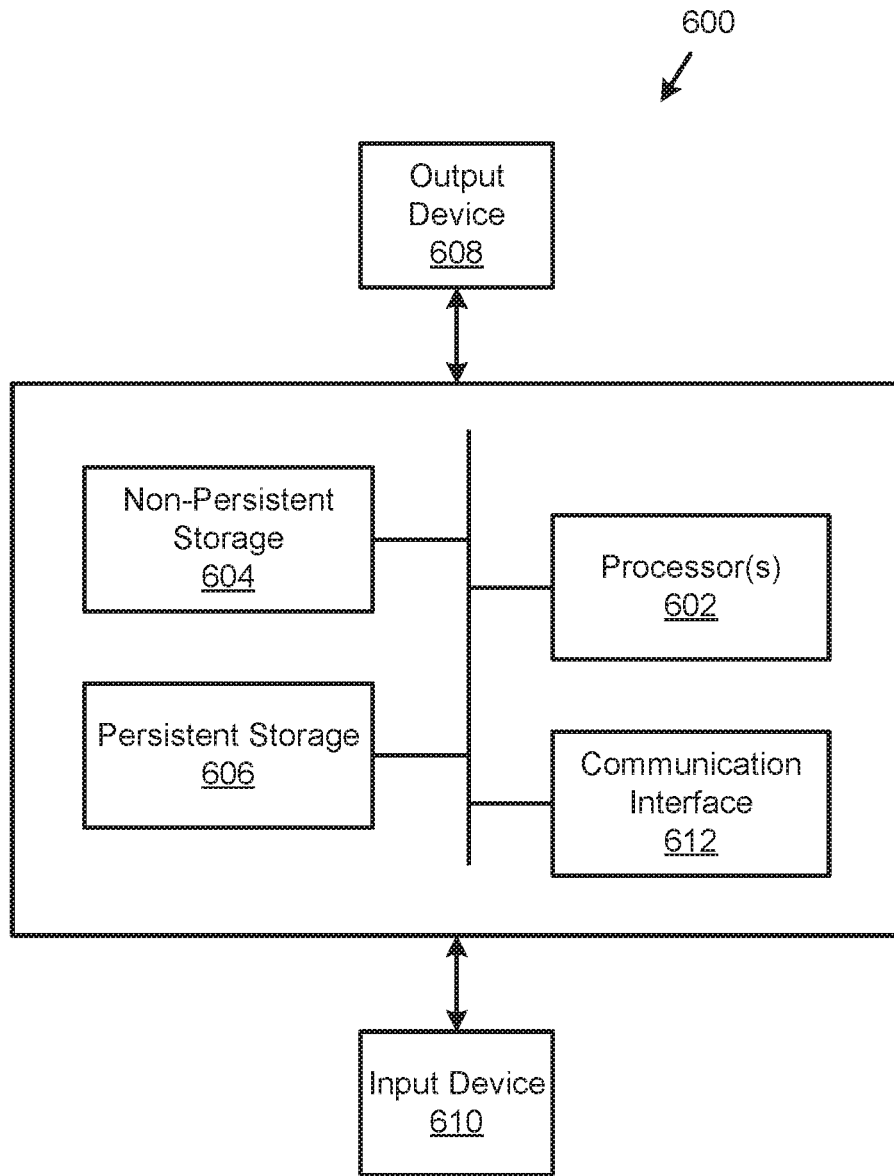 600
Output
Device
608
Non-Persistent
Storage
604
Processor(s)
602
Persistent Storage
606
Communication
Interface
612
Input Device
610